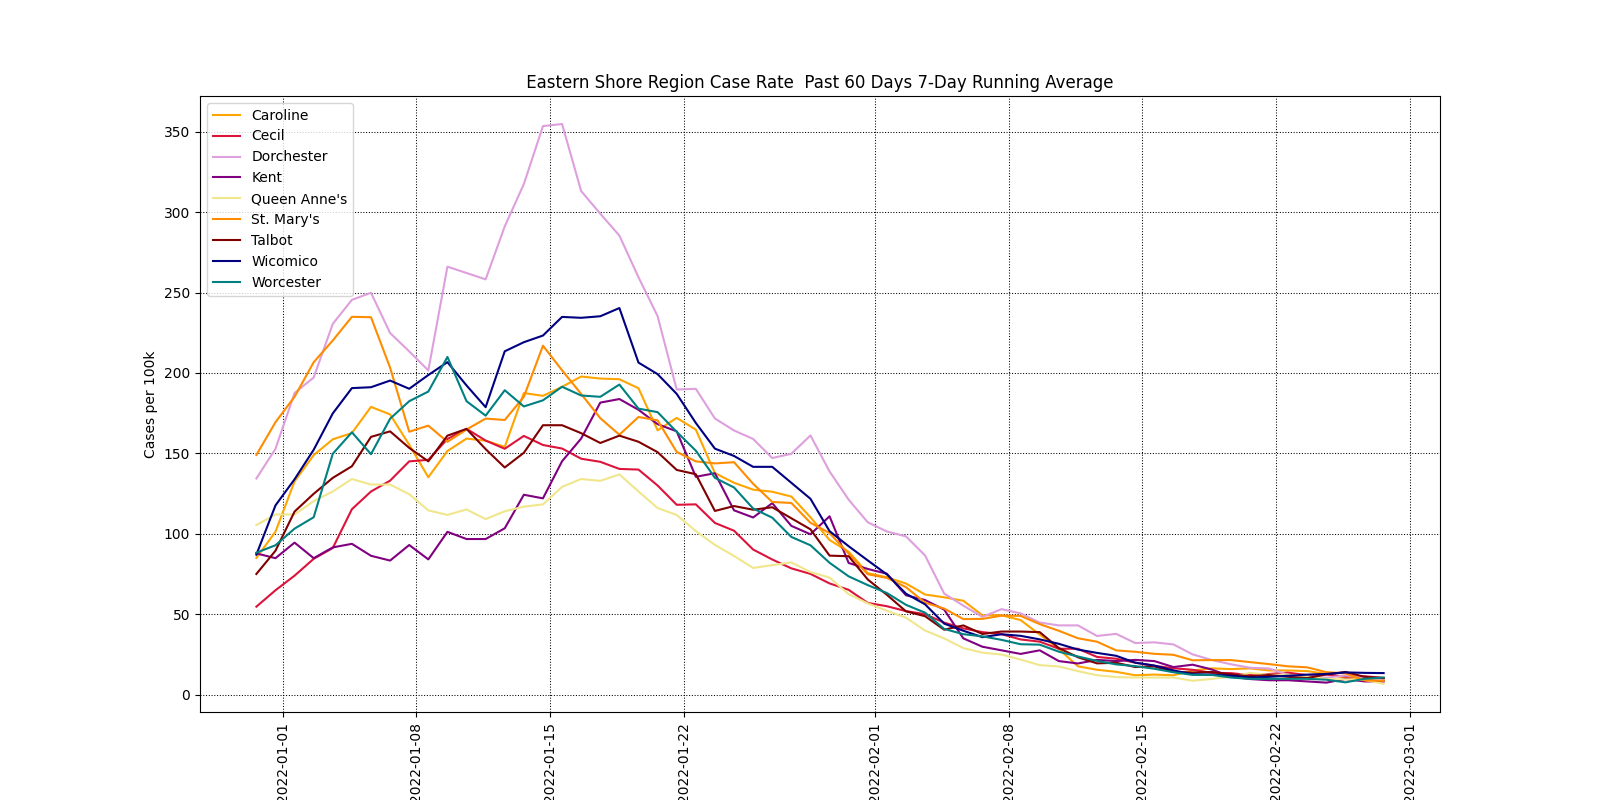 Eastern Shore Region Case Rate  Past 60 Days 7-Day Running Average
Caroline
Cecil
Dorchester
Kent
Queen Anne's
St. Mary's
Talbot
Wicomico
Worcester
350
300
250
200
150
100
50
0
Cases per 100k
2022-01-01
2022-01-08
2022-01-15
2022-01-22
2022-02-01
2022-02-08
2022-02-15
2022-02-22
2022-03-01